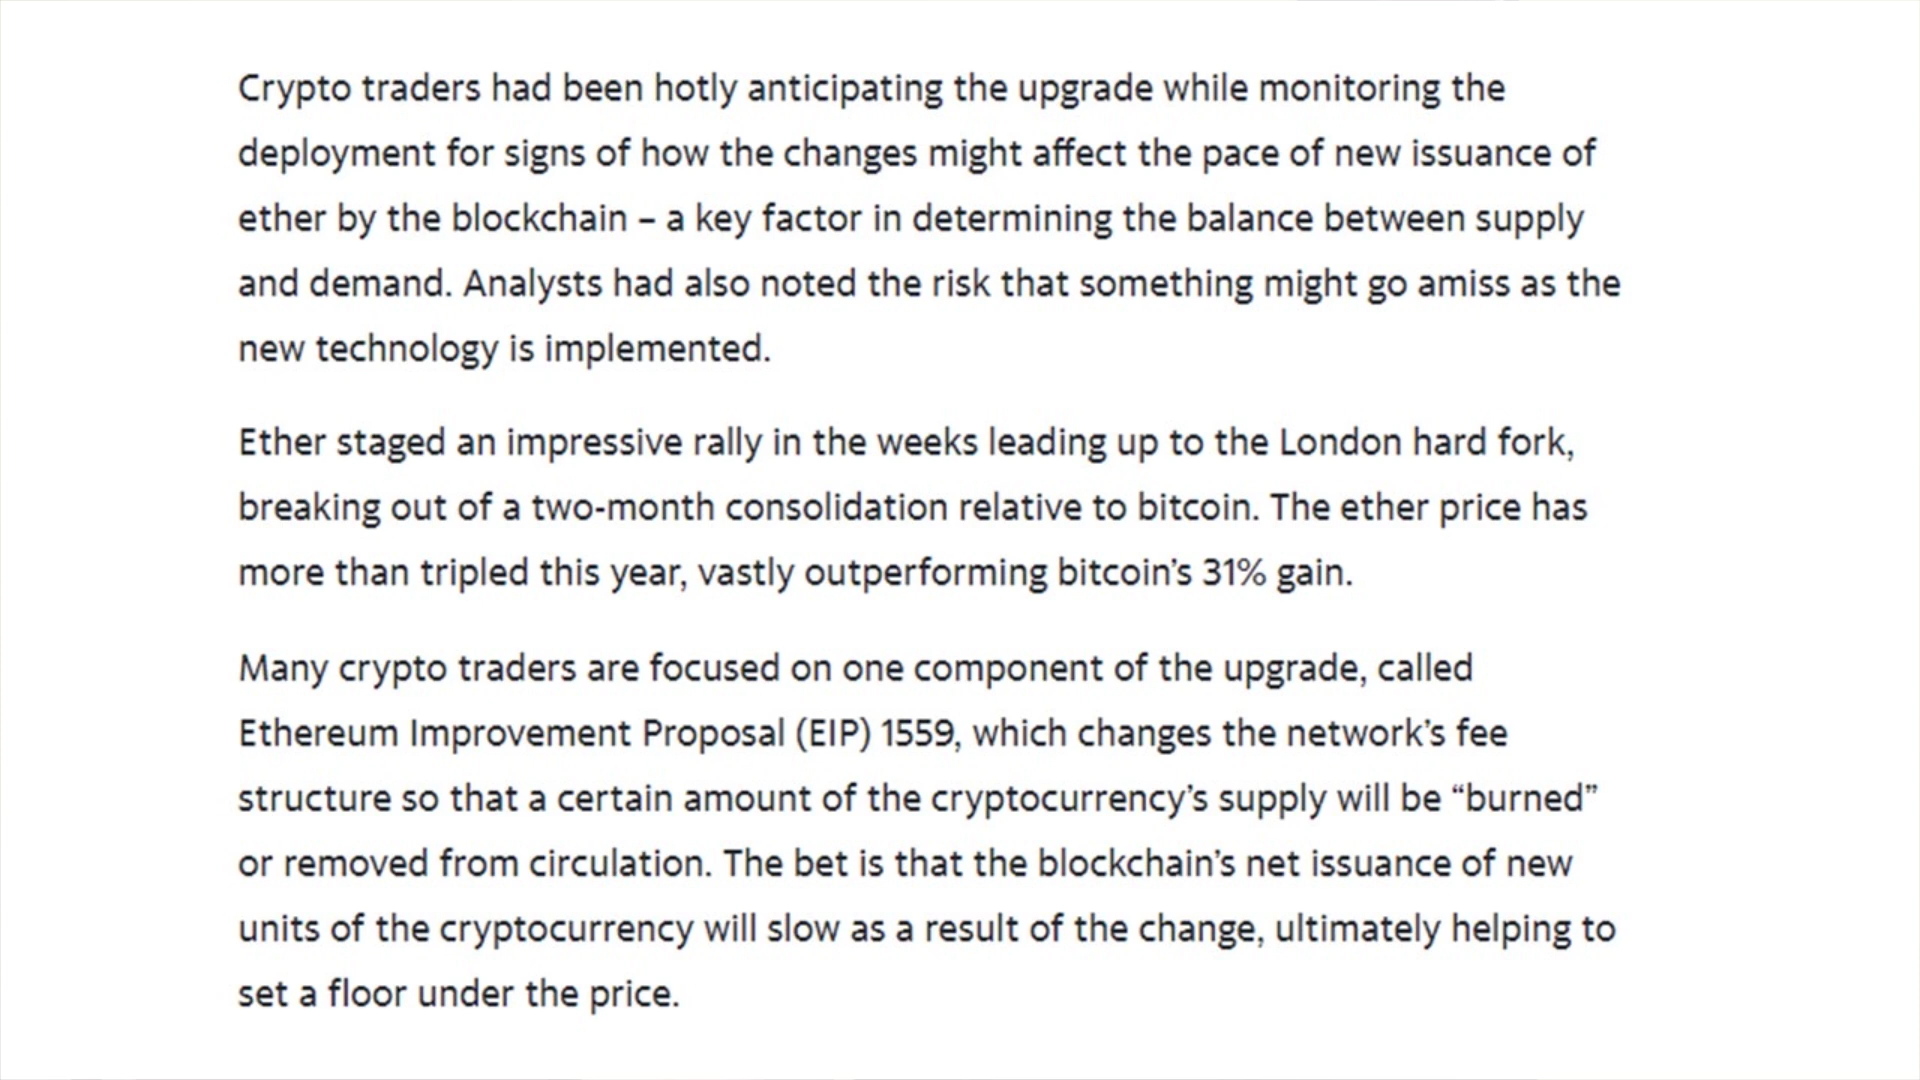 Crypto traders had been hotly anticipating the upgrade while monitoring the
deployment for signs of how the changes might affect the pace of new issuance of
ether by the blockchain – a key factor in determining the balance between supply
and demand. Analysts had also noted the risk that something might go amiss as the
new technology is implemented.
Ether staged an impressive rally in the weeks leading up to the London hard fork,
breaking out of a two-month consolidation relative to bitcoin. The ether price has
more than tripled this year, vastly outperforming bitcoin’s 31% gain.
Many crypto traders are focused on one component of the upgrade, called
Ethereum Improvement Proposal (EIP) 1559, which changes the network’s fee
structure so that a certain amount of the cryptocurrency’s supply will be “burned”
or removed from circulation. The bet is that the blockchain’s net issuance of new
units of the cryptocurrency will slow as a result of the change, ultimately helping to
set a floor under the price.